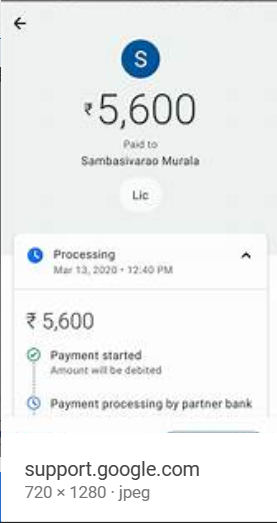 S
₹5,600
Paid to
Sambasivarao Murala
Lic
Processing
Mar 13, 2020 • 12:40 PM
₹ 5,600
Payment started
Amount will be debited
Payment processing by partner bank
support.google.com
720 × 1280 · jpeg